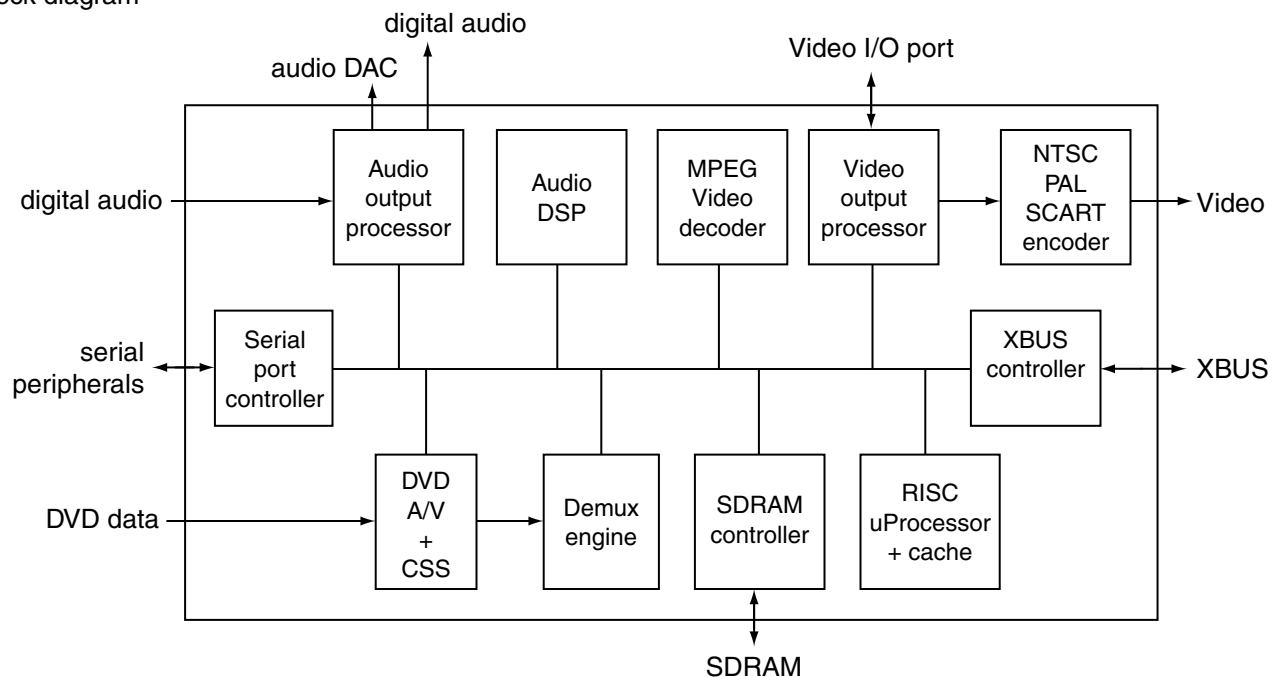 digital audio
audio DAC
Video I/O port
digital audio
Audio
output
processor
Audio
DSP
MPEG
Video
decoder
Video
output
processor
NTSC
PAL
SCART
encoder
Video
serial
peripherals
Serial
port
controller
XBUS
controller
XBUS
DVD data
DVD
A/V
+
CSS
Demux
engine
SDRAM
controller
RISC
uProcessor
+ cache
SDRAM